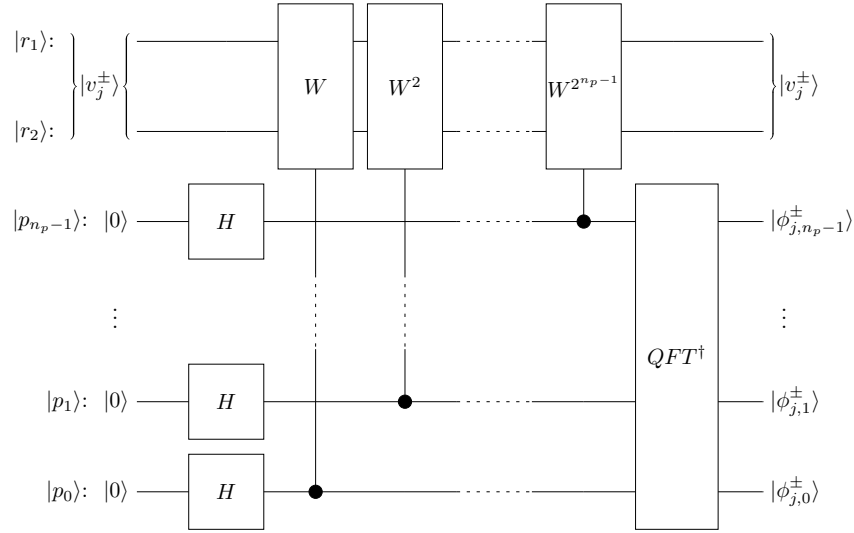 |r₁⟩:
|v_j^±⟩ W W² W^{2^{n_p−1}} |v_j^±⟩
|r₂⟩:
|p_{n_p−1}⟩: |0⟩ H |ϕ^±_{j,n_p−1}⟩
⋮ ⋮
QFT†
|p₁⟩: |0⟩ H |ϕ^±_{j,1}⟩
|p₀⟩: |0⟩ H |ϕ^±_{j,0}⟩